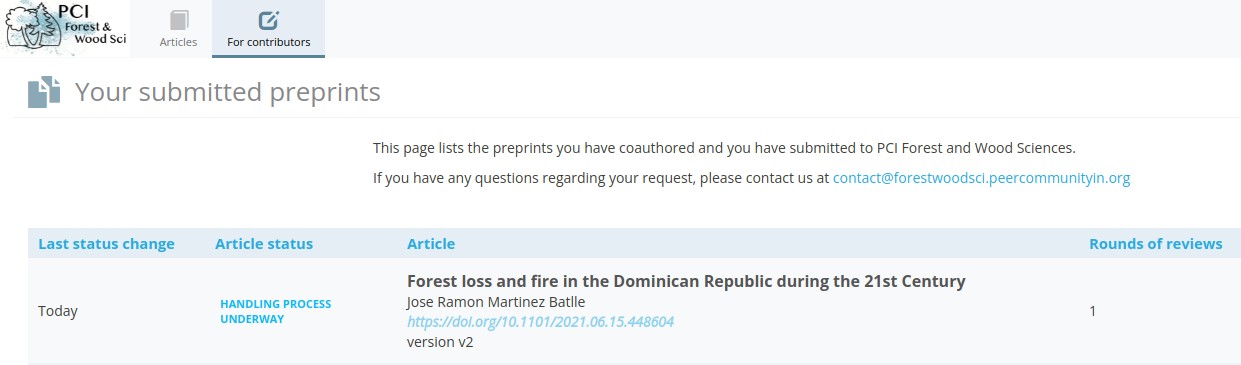 PCI
Forest &
Wood Sci
Articles
For contributors
Your submitted preprints
This page lists the preprints you have coauthored and you have submitted to PCI Forest and Wood Sciences.
If you have any questions regarding your request, please contact us at contact@forestwoodsci.peercommunityin.org
Last status change Article status Article Rounds of reviews
Forest loss and fire in the Dominican Republic during the 21st Century
Jose Ramon Martinez Batlle
Today HANDLING PROCESS UNDERWAY 1
https://doi.org/10.1101/2021.06.15.448604
version v2